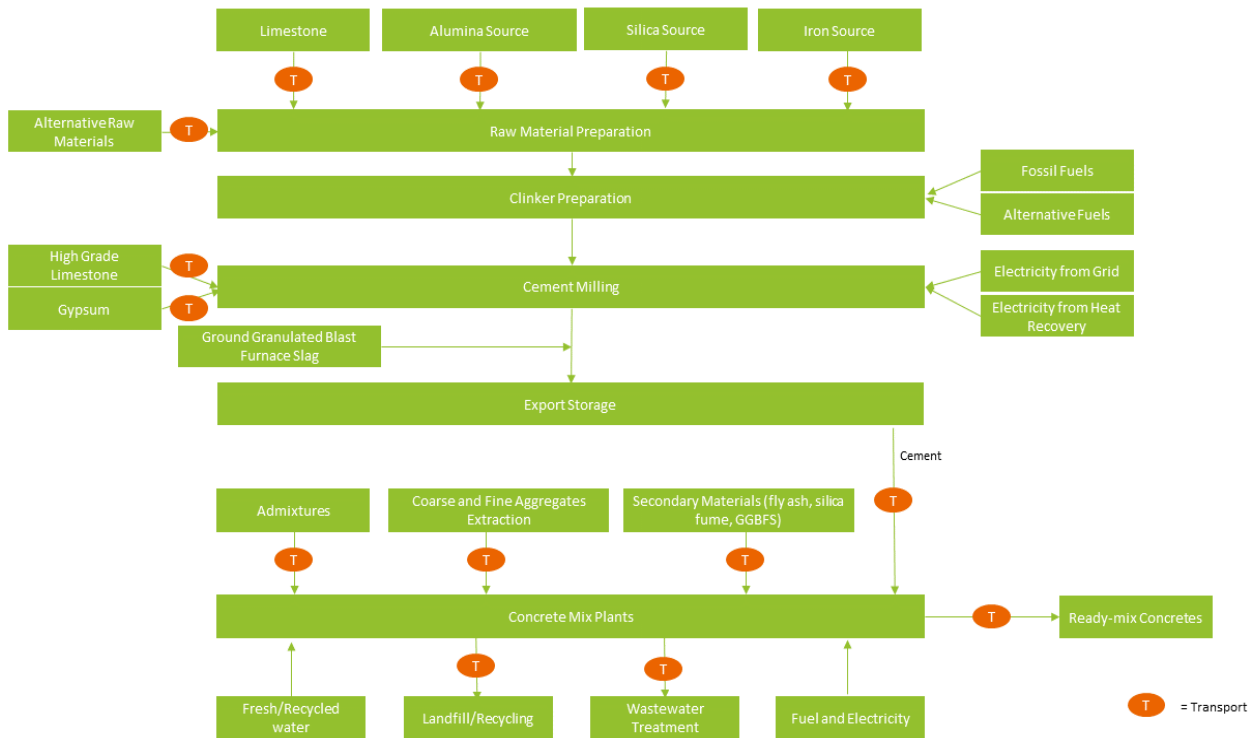 Limestone
Alumina Source
Silica Source
Iron Source
T
T
T
T
Alternative Raw
Materials
T
Raw Material Preparation
Fossil Fuels
Clinker Preparation
Alternative Fuels
High Grade
Limestone
T
Electricity from Grid
Cement Milling
Gypsum
T
Electricity from Heat
Recovery
Ground Granulated Blast
Furnace Slag
Export Storage
Cement
T
Admixtures
Coarse and Fine Aggregates
Extraction
Secondary Materials (fly ash, silica
fume, GGBFS)
T
T
T
Concrete Mix Plants
T
Ready-mix Concretes
T
T
Fresh/Recycled
water
Landfill/Recycling
Wastewater
Treatment
Fuel and Electricity
T
= Transport